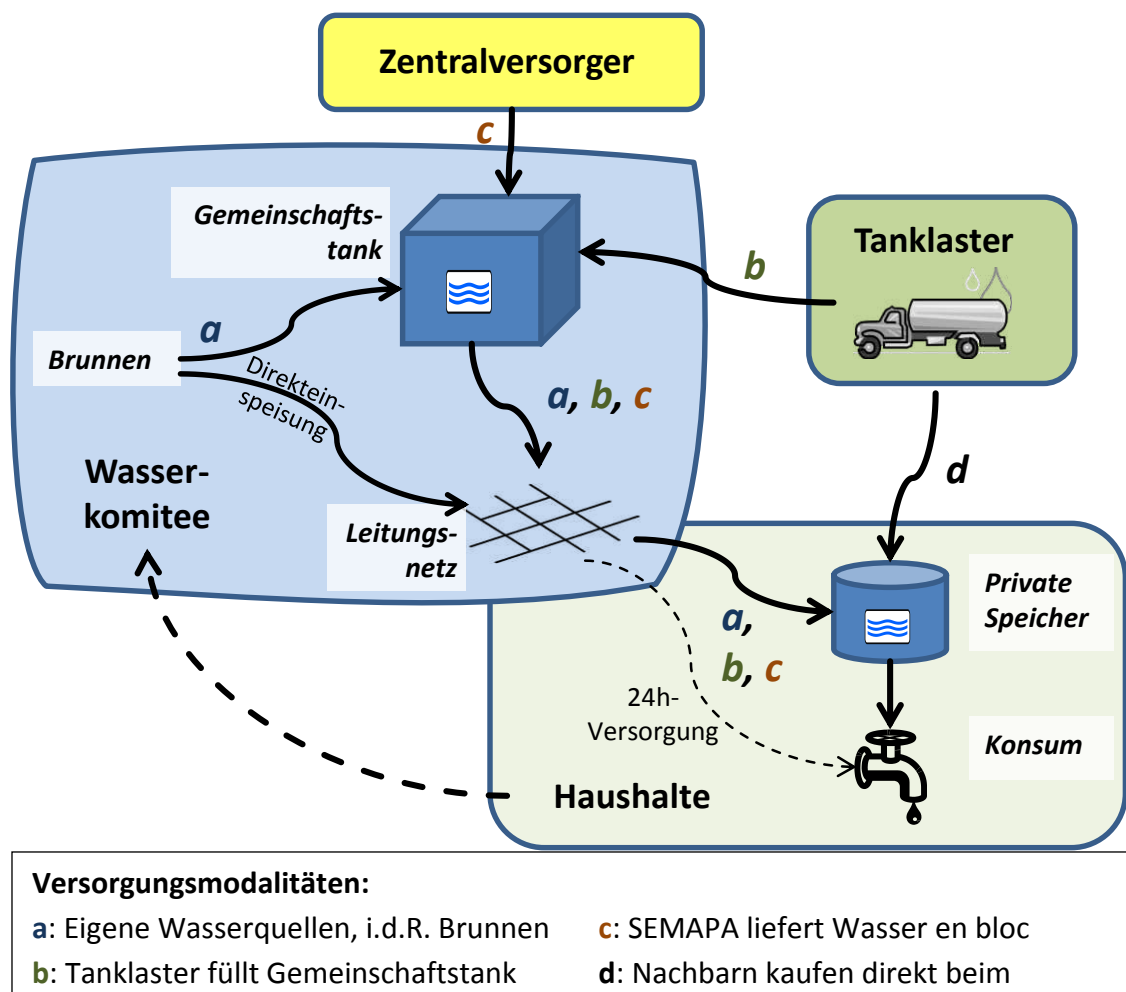 Zentralversorger
c
Gemeinschafts-
tank
Tanklaster
b
a
Brunnen
Direktein-
speisung
a, b, c
Wasser-
komitee
d
Leitungs-
netz
Private
Speicher
a,
b, c
24h-
Versorgung
Konsum
Haushalte
Versorgungsmodalitäten:
a: Eigene Wasserquellen, i.d.R. Brunnen
c: SEMAPA liefert Wasser en bloc
b: Tanklaster füllt Gemeinschaftstank
d: Nachbarn kaufen direkt beim